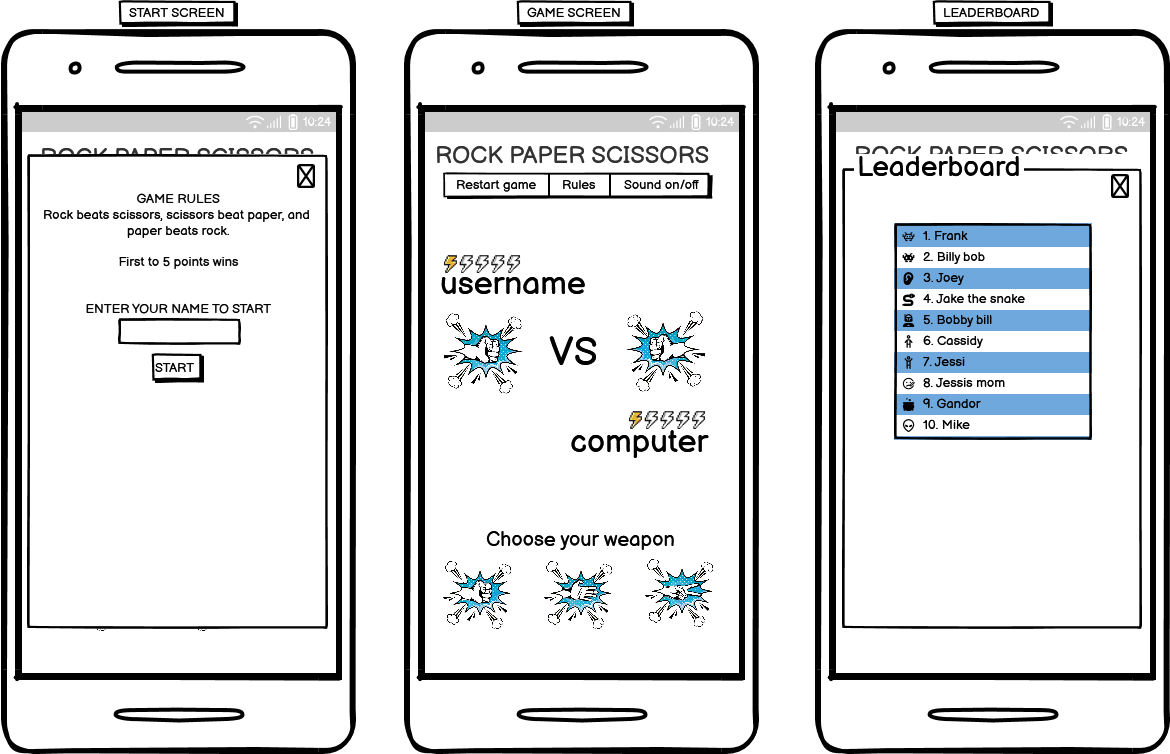 START SCREEN
10:24
ROCK PAPER SCISSORS
GAME RULES
Rock beats scissors, scissors beat paper, and
paper beats rock.
First to 5 points wins
ENTER YOUR NAME TO START
START
GAME SCREEN
10:24
ROCK PAPER SCISSORS
Restart game
Rules
Sound on/off
username
VS
computer
Choose your weapon
LEADERBOARD
10:24
ROCK PAPER SCISSORS
Leaderboard
1. Frank
2. Billy bob
3. Joey
4. Jake the snake
5. Bobby bill
6. Cassidy
7. Jessi
8. Jessis mom
9. Gandor
10. Mike